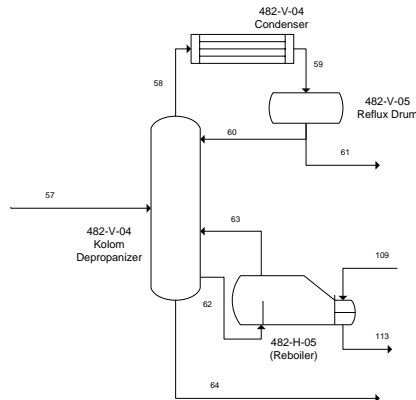 482-V-04
Condenser
58
59
482-V-05
Reflux Drum
60
61
57
482-V-04
Kolom
Depropanizer
63
109
62
482-H-05
(Reboiler)
113
64